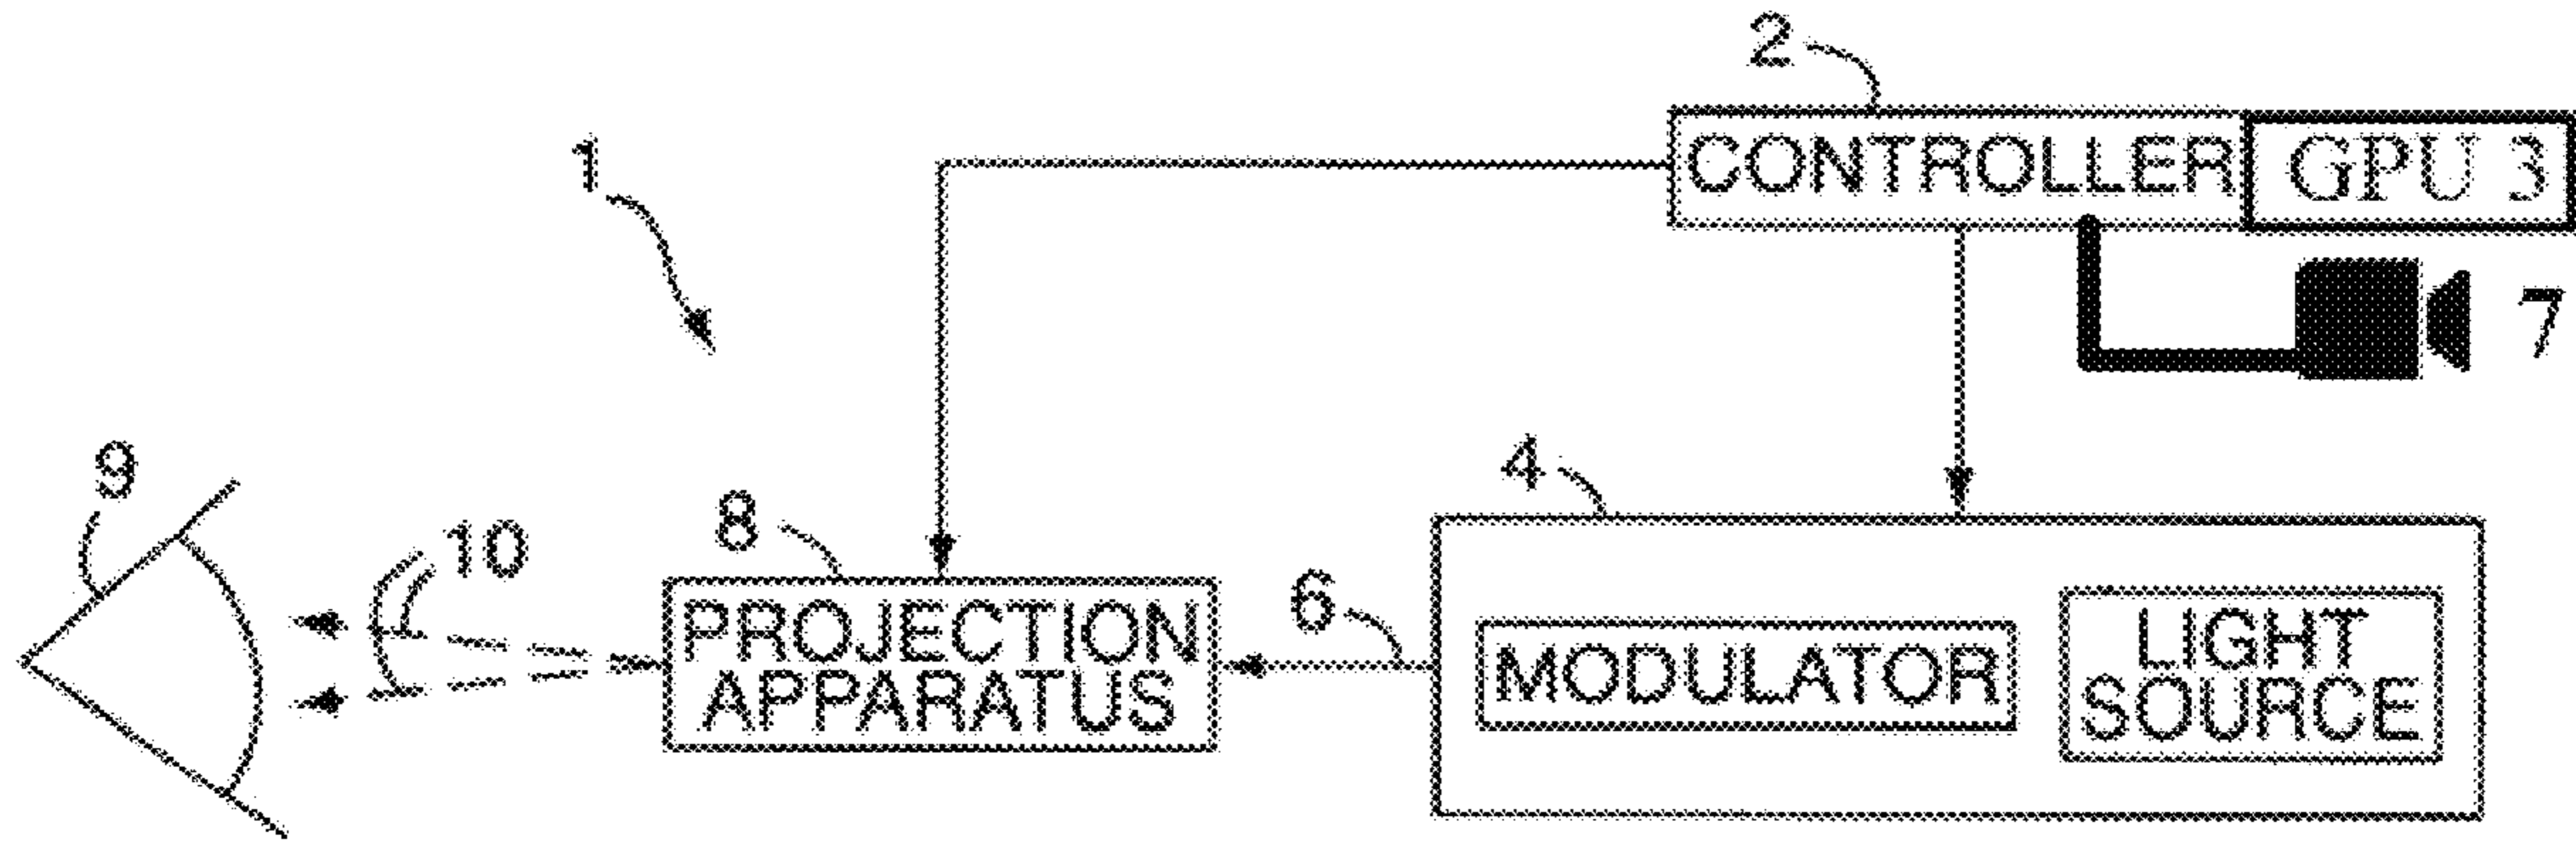 2
1
CONTROLLER GPU 3
7
9
10
8
4
6
PROJECTION
APPARATUS
MODULATOR
LIGHT
SOURCE